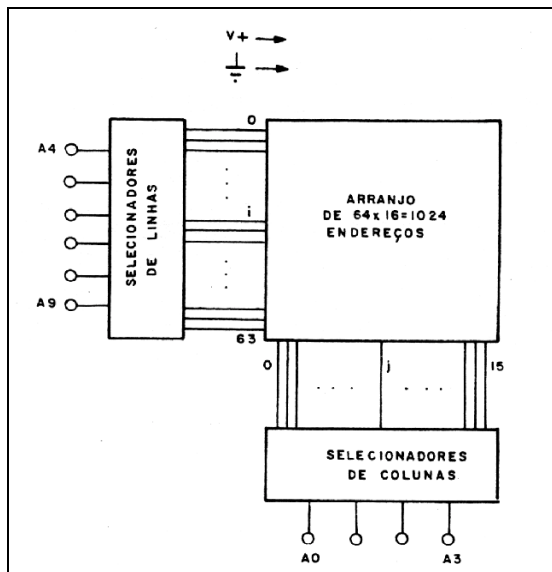 V+
0
A4
SELECIONADORES
DE LINHAS
i
A9
63
ARRANJO
DE 64x16=1024
ENDEREÇOS
0
j
15
. . .
. . .
SELECIONADORES
DE COLUNAS
A0
A3